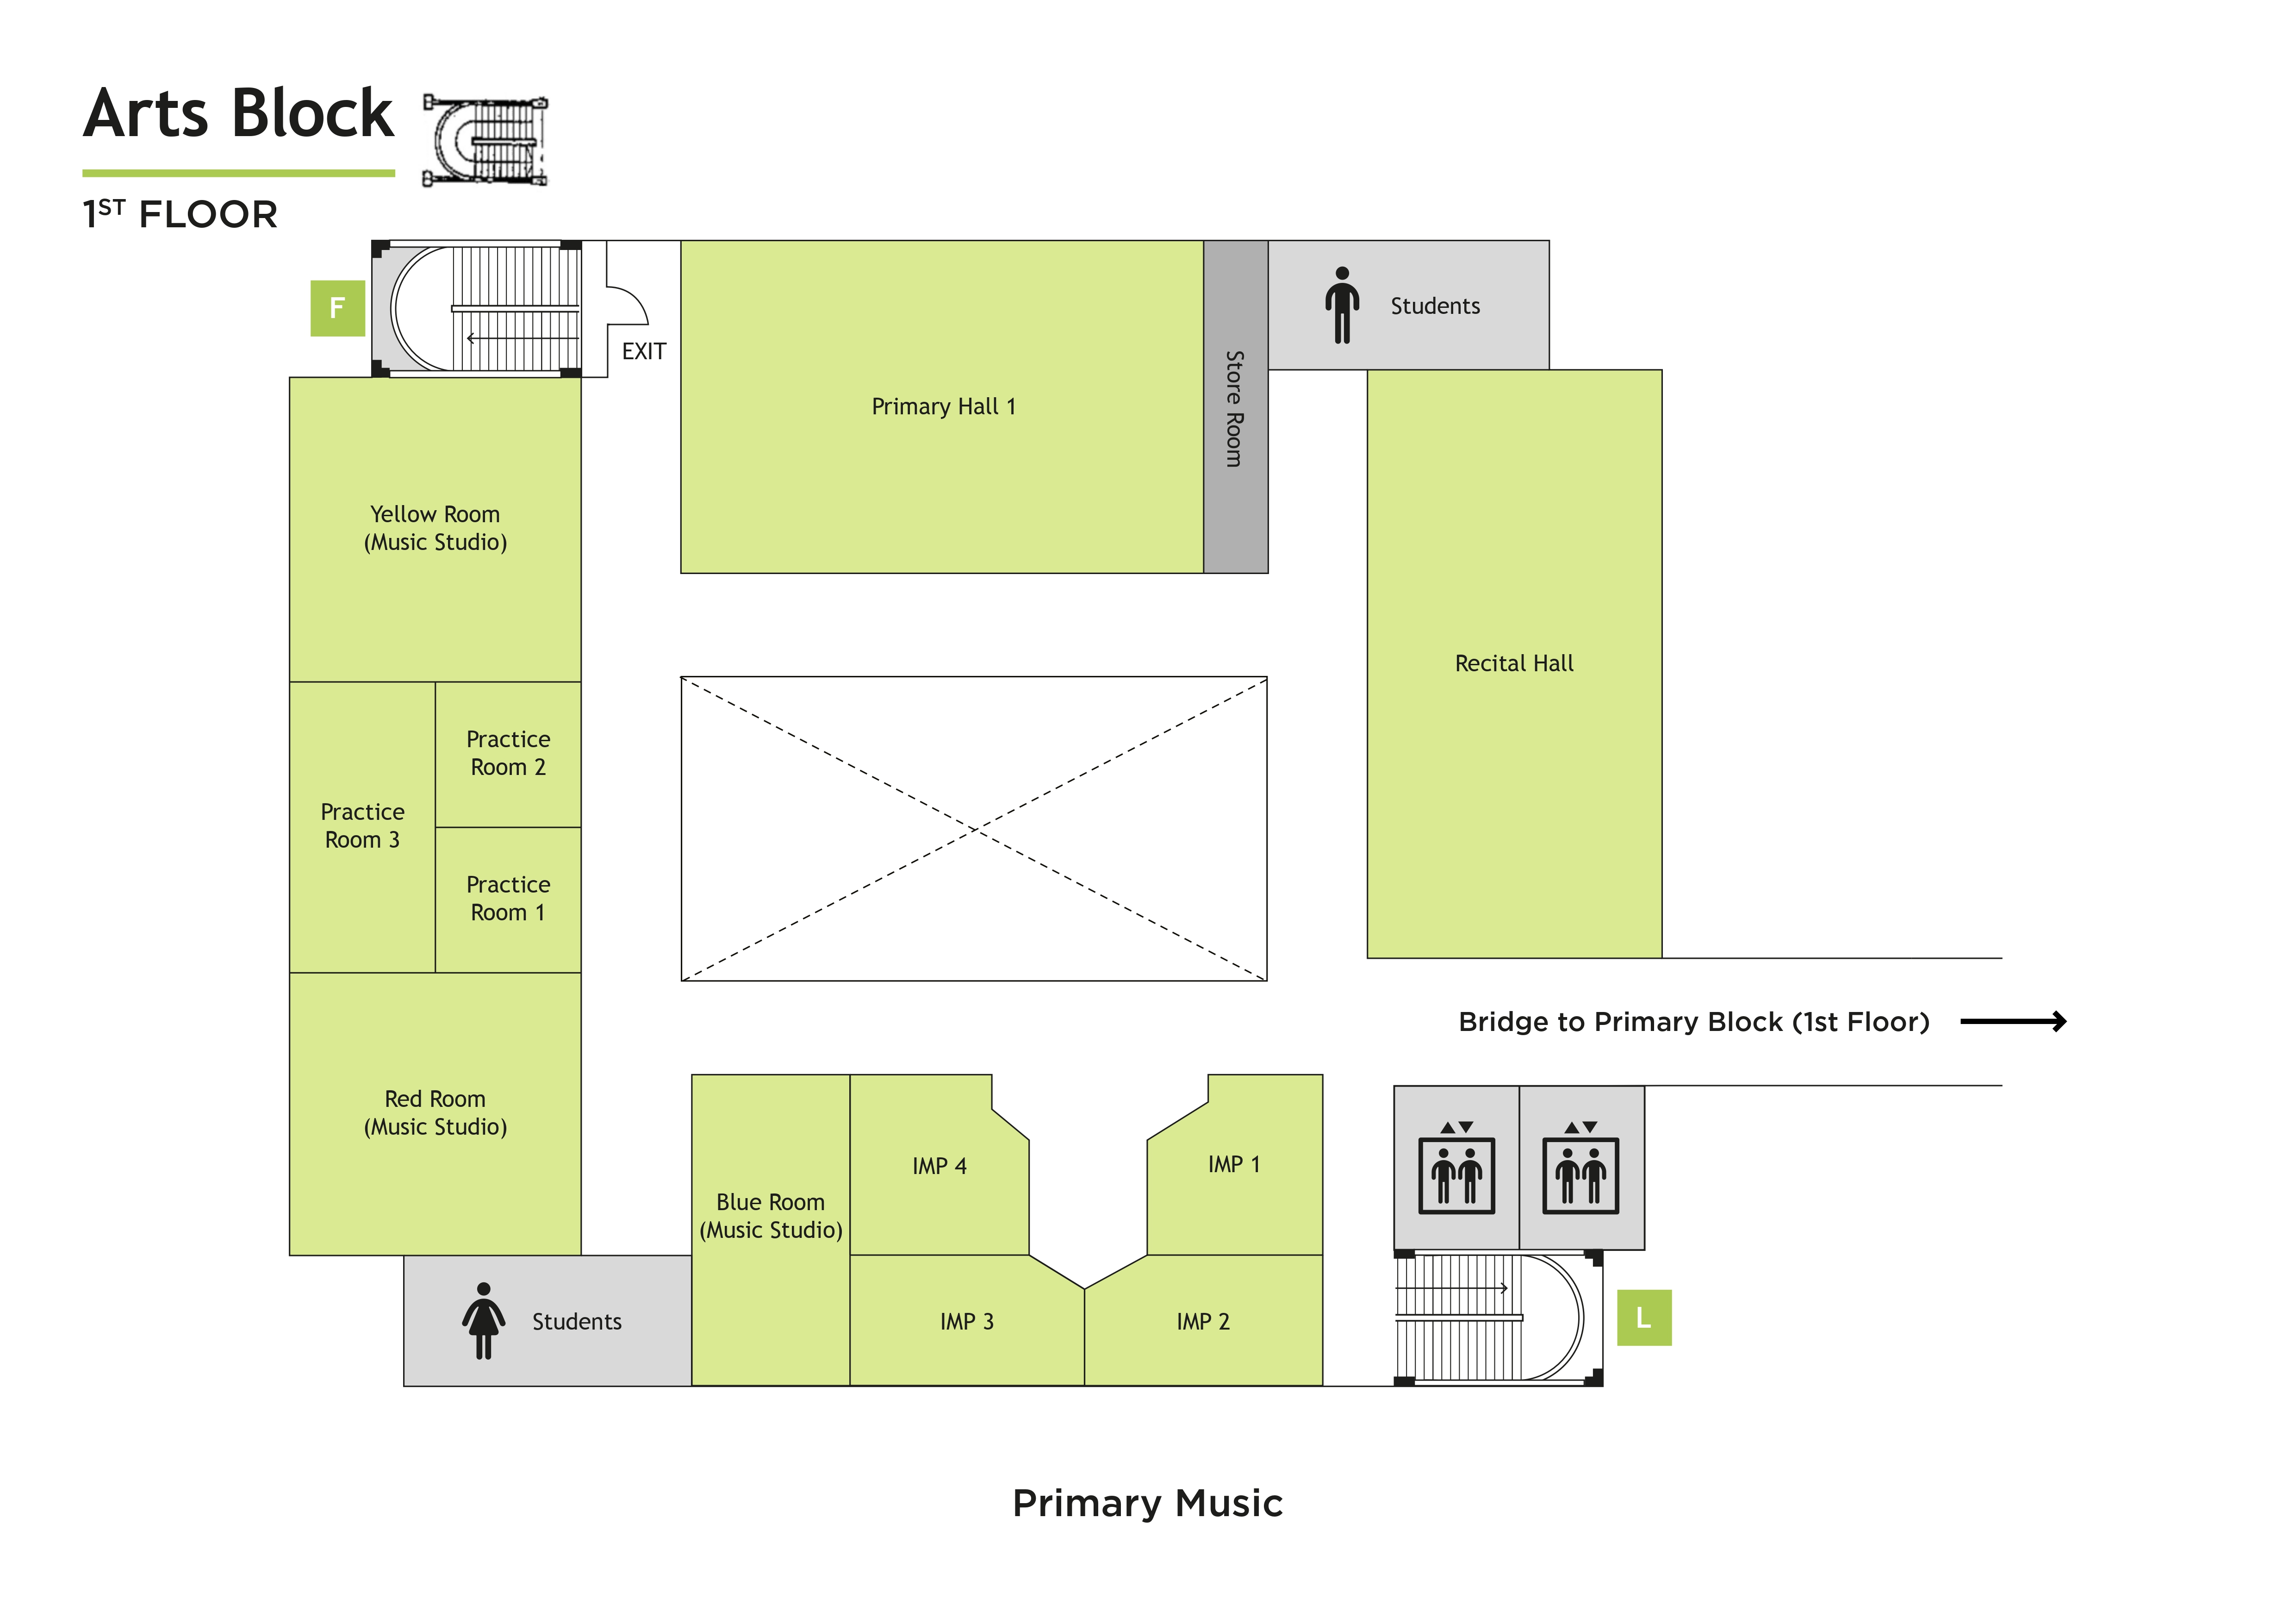 Arts Block
1ST FLOOR
F
EXIT
Students
Primary Hall 1
Store Room
Yellow Room
(Music Studio)
Recital Hall
Practice
Room 2
Practice
Room 3
Practice
Room 1
Bridge to Primary Block (1st Floor)
Red Room
(Music Studio)
IMP 4
IMP 1
Blue Room
(Music Studio)
Students
IMP 3
IMP 2
L
Primary Music